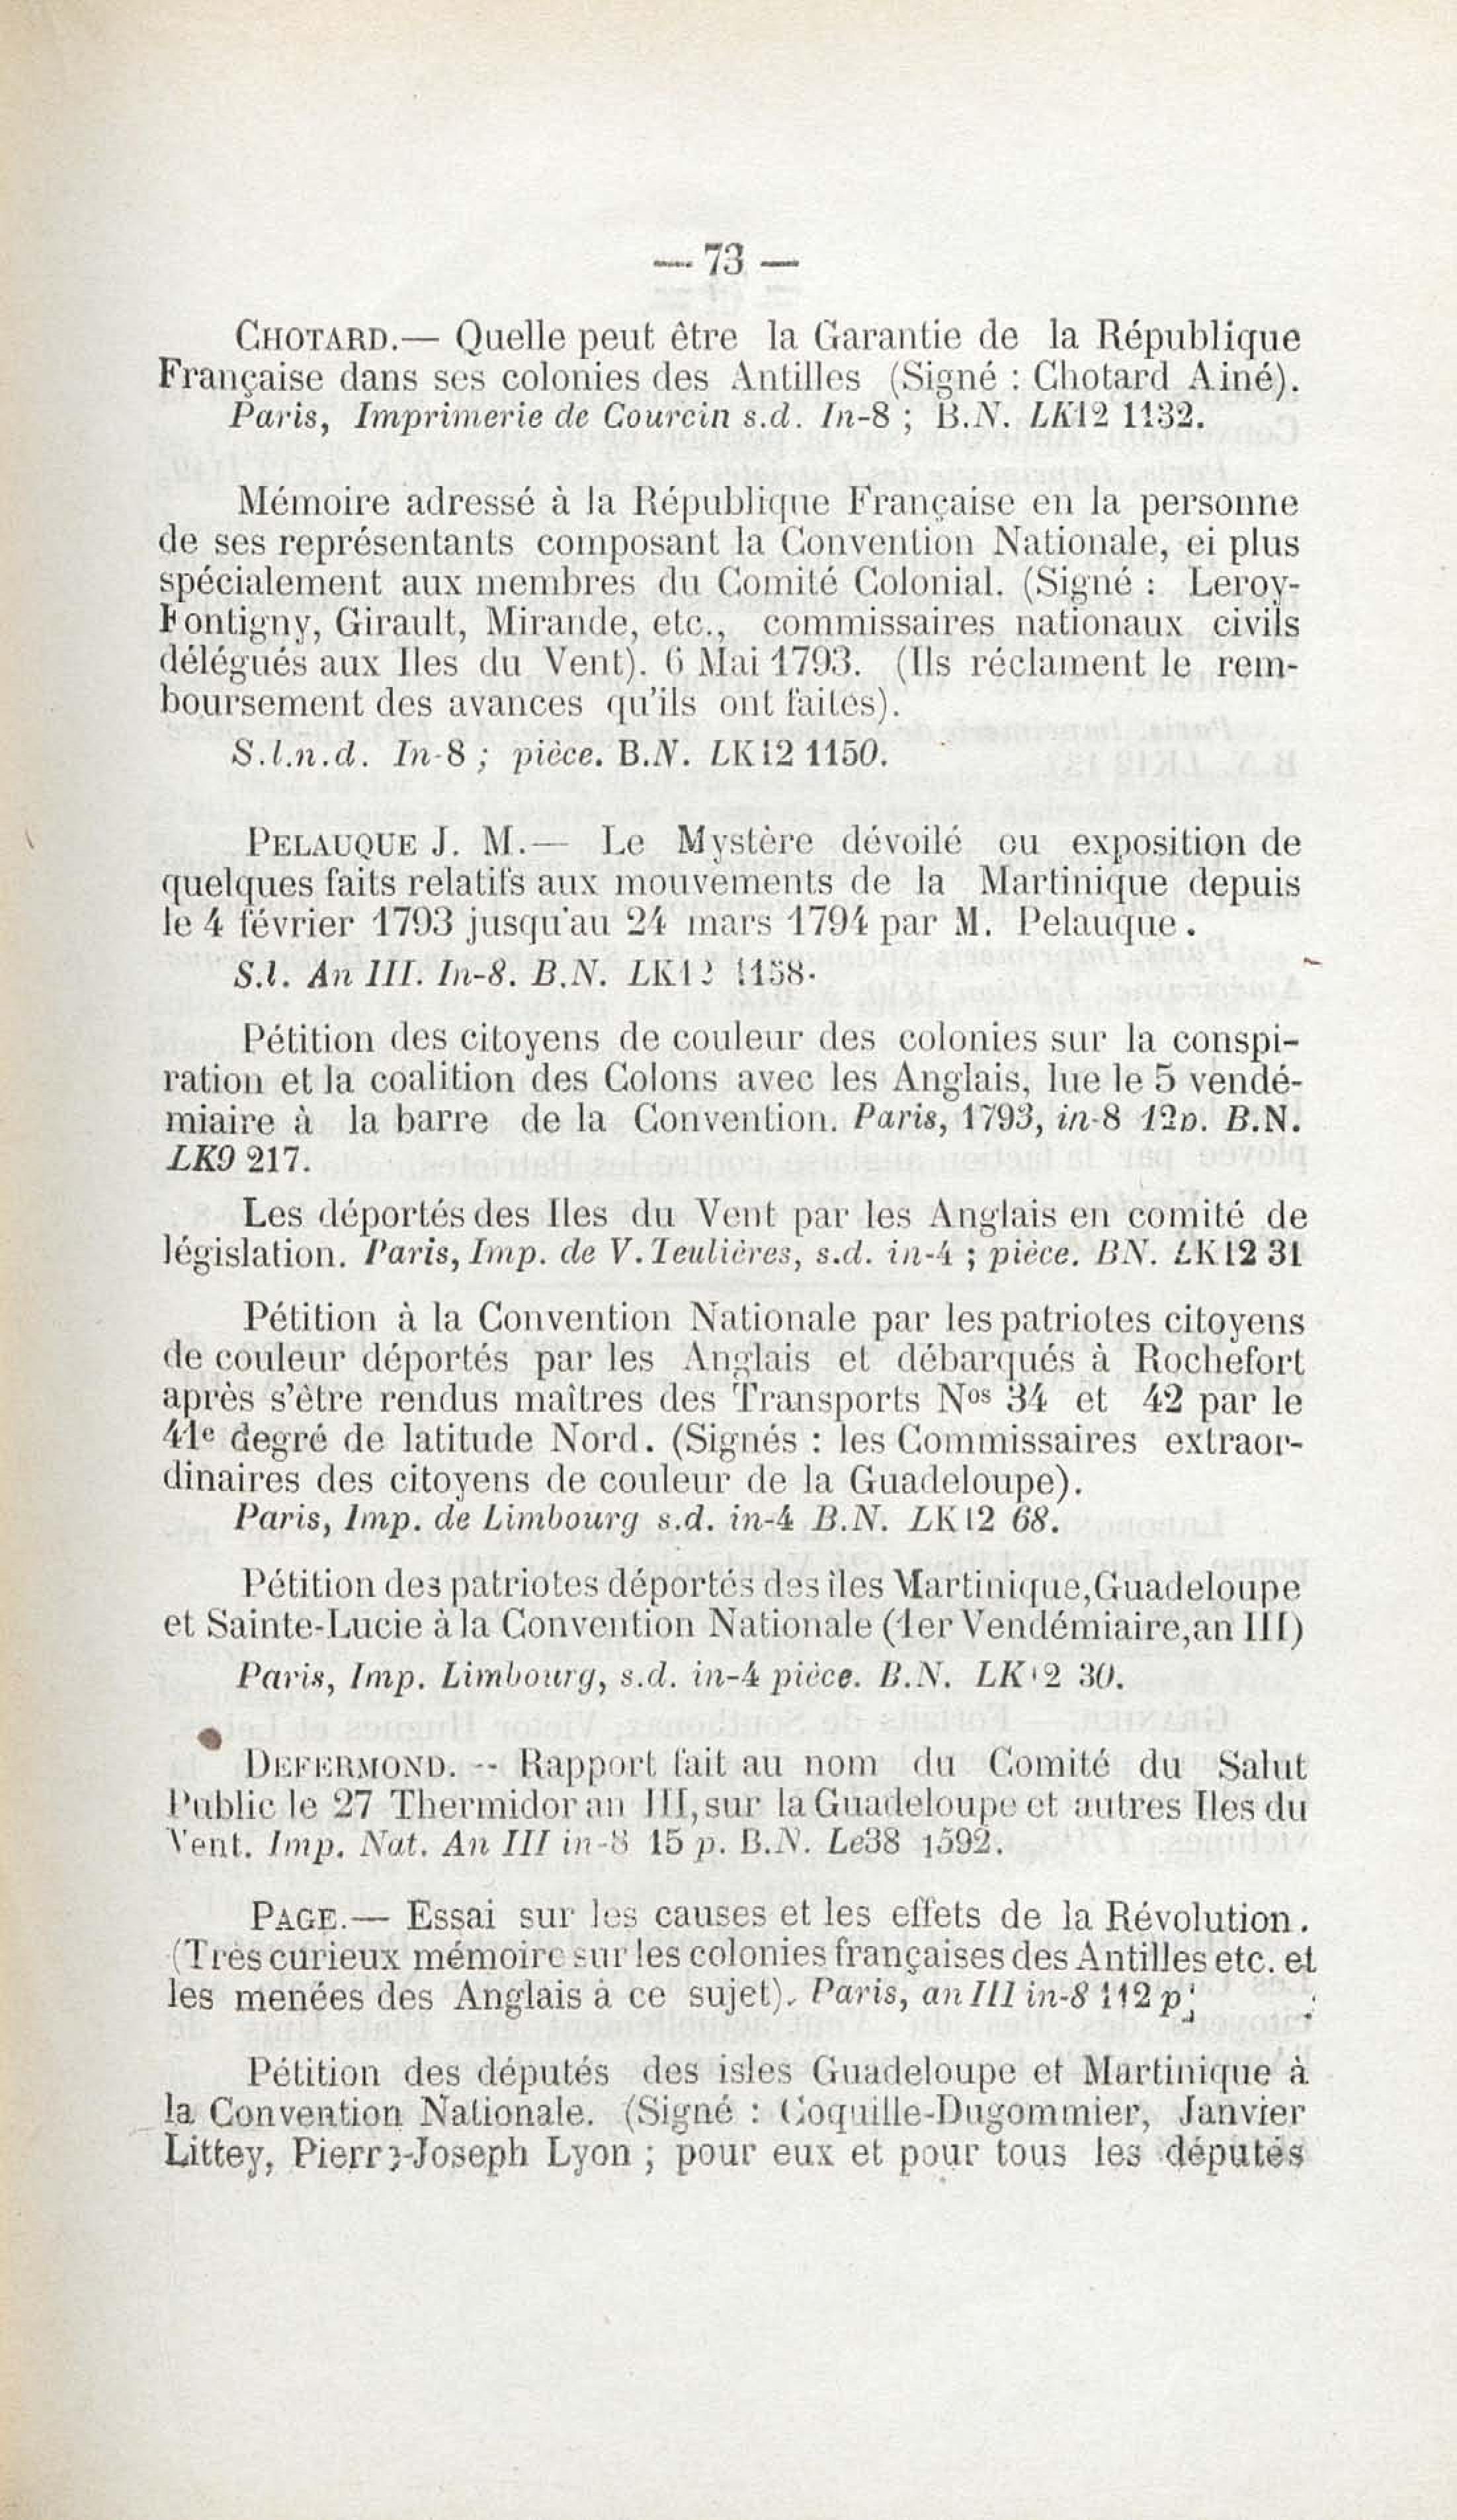 — 73 —
CHOTARD.— Quelle peut être la Garantie de la République
Française dans ses colonies des Antilles (Signé : Chotard Ainé).
Paris, Imprimerie de Courcin s.d. In-8 ; B.N. LK12 1132.
Mémoire adressé à la République Française en la personne
de ses représentants composant la Convention Nationale, ei plus
spécialement aux membres du Comité Colonial. (Signé : Leroy-
Fontigny, Girault, Mirande, etc., commissaires nationaux civils
délégués aux Iles du Vent). 6 Mai 1793. (Ils réclament le rem-
boursement des avances qu'ils ont faites).
S.l.n.d. In-8 ; pièce. B.N. LK12 1150.
PELAUQUE J. M.— Le Mystère dévoilé ou exposition de
quelques faits relatifs aux mouvements de la Martinique depuis
le 4 février 1793 jusqu'au 24 mars 1794 par M. Pelauque.
S.l. An III. In-8. B.N. LK12 1158.
Pétition des citoyens de couleur des colonies sur la conspi-
ration et la coalition des Colons avec les Anglais, lue le 5 vendé-
miaire à la barre de la Convention. Paris, 1793, in-8 12p. B.N.
LK9 217.
Les déportés des Iles du Vent par les Anglais en comité de
législation. Paris, Imp. de V. Teulières, s.d. in-4 ; pièce. BN. LK12 31
Pétition à la Convention Nationale par les patriotes citoyens
de couleur déportés par les Anglais et débarqués à Rochefort
après s'être rendus maîtres des Transports Nos 34 et 42 par le
41e degré de latitude Nord. (Signés : les Commissaires extraor-
dinaires des citoyens de couleur de la Guadeloupe).
Paris, Imp. de Limbourg s.d. in-4 B.N. LK12 68.
Pétition des patriotes déportés des îles Martinique, Guadeloupe
et Sainte-Lucie à la Convention Nationale (1er Vendémiaire, an III)
Paris, Imp. Limbourg, s.d. in-4 pièce. B.N. LK12 30.
DEFERMOND. -- Rapport fait au nom du Comité du Salut
Public le 27 Thermidor an III, sur la Guadeloupe et autres Iles du
Vent. Imp. Nat. An III in-8 15 p. B.N. Le38 1592.
PAGE.— Essai sur les causes et les effets de la Révolution.
(Très curieux mémoire sur les colonies françaises des Antilles etc. et
les menées des Anglais à ce sujet). Paris, an III in-8 112 p.
Pétition des députés des isles Guadeloupe et Martinique à
la Convention Nationale. (Signé : Coquille-Dugommier, Janvier
Littey, Pierre-Joseph Lyon ; pour eux et pour tous les députés